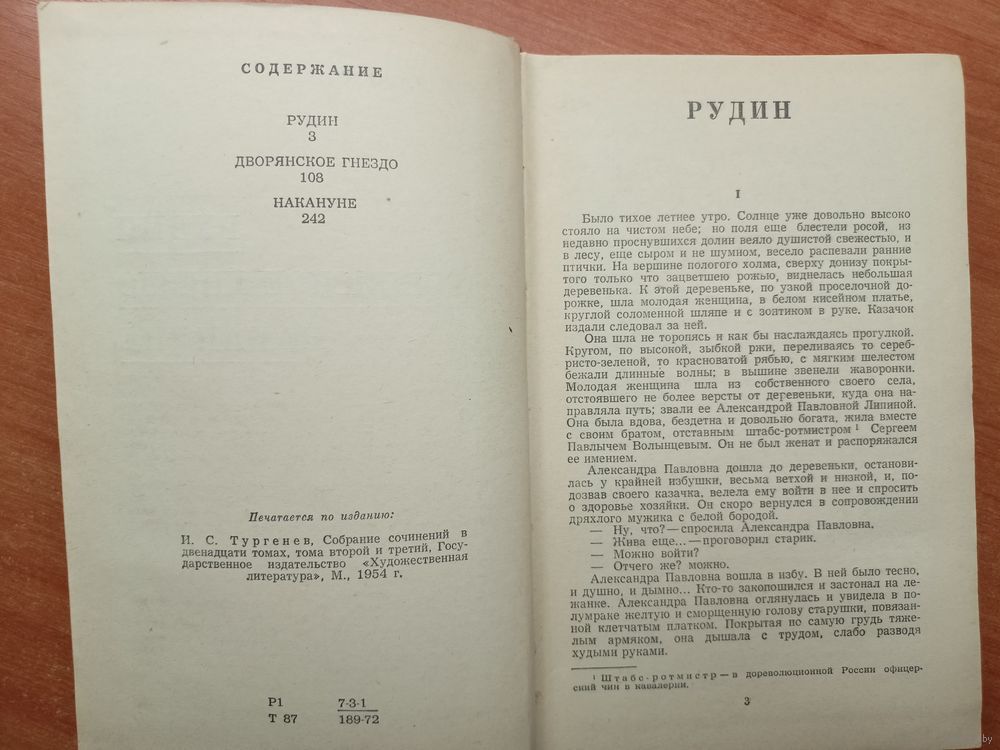 СОДЕРЖАНИЕ
РУДИН
3
ДВОРЯНСКОЕ ГНЕЗДО
108
НАКАНУНЕ
242
Печатается по изданию:
И. С. Тургенев, Собрание сочинений в
двенадцати томах, тома второй и третий, Госу-
дарственное издательство «Художественная
литература», М., 1954 г.
Р1 7-3-1
Т 87 189-72
РУДИН
I
Было тихое летнее утро. Солнце уже довольно высоко
стояло на чистом небе; но поля еще блестели росой, из
недавно проснувшихся долин веяло душистой свежестью, и
в лесу, еще сыром и не шумном, весело распевали ранние
птички. На вершине пологого холма, сверху донизу покры-
того только что зацветшею рожью, виднелась небольшая
деревенька. К этой деревеньке, по узкой проселочной до-
рожке, шла молодая женщина, в белом кисейном платье,
круглой соломенной шляпе и с зонтиком в руке. Казачок
издали следовал за ней.
Она шла не торопясь и как бы наслаждаясь прогулкой.
Кругом, по высокой, зыбкой ржи, переливаясь то сереб-
ристо-зеленой, то красноватой рябью, с мягким шелестом
бежали длинные волны; в вышине звенели жаворонки.
Молодая женщина шла из собственного своего села,
отстоявшего не более версты от деревеньки, куда она на-
правляла путь; звали ее Александрой Павловной Липиной.
Она была вдова, бездетна и довольно богата, жила вместе
с своим братом, отставным штабс-ротмистром¹ Сергеем
Павлычем Волынцевым. Он не был женат и распоряжался
ее имением.
Александра Павловна дошла до деревеньки, останови-
лась у крайней избушки, весьма ветхой и низкой, и, по-
дозвав своего казачка, велела ему войти в нее и спросить
о здоровье хозяйки. Он скоро вернулся в сопровождении
дряхлого мужика с белой бородой.
— Ну, что? — спросила Александра Павловна.
— Жива еще... — проговорил старик.
— Можно войти?
— Отчего же? можно.
Александра Павловна вошла в избу. В ней было тесно,
и душно, и дымно... Кто-то закопошился и застонал на ле-
жанке. Александра Павловна оглянулась и увидела в по-
лумраке желтую и сморщенную голову старушки, повязан-
ной клетчатым платком. Покрытая по самую грудь тяже-
лым армяком, она дышала с трудом, слабо разводя
худыми руками.
¹ Штабс-ротмистр — в дореволюционной России офицер-
ский чин в кавалерии.
3